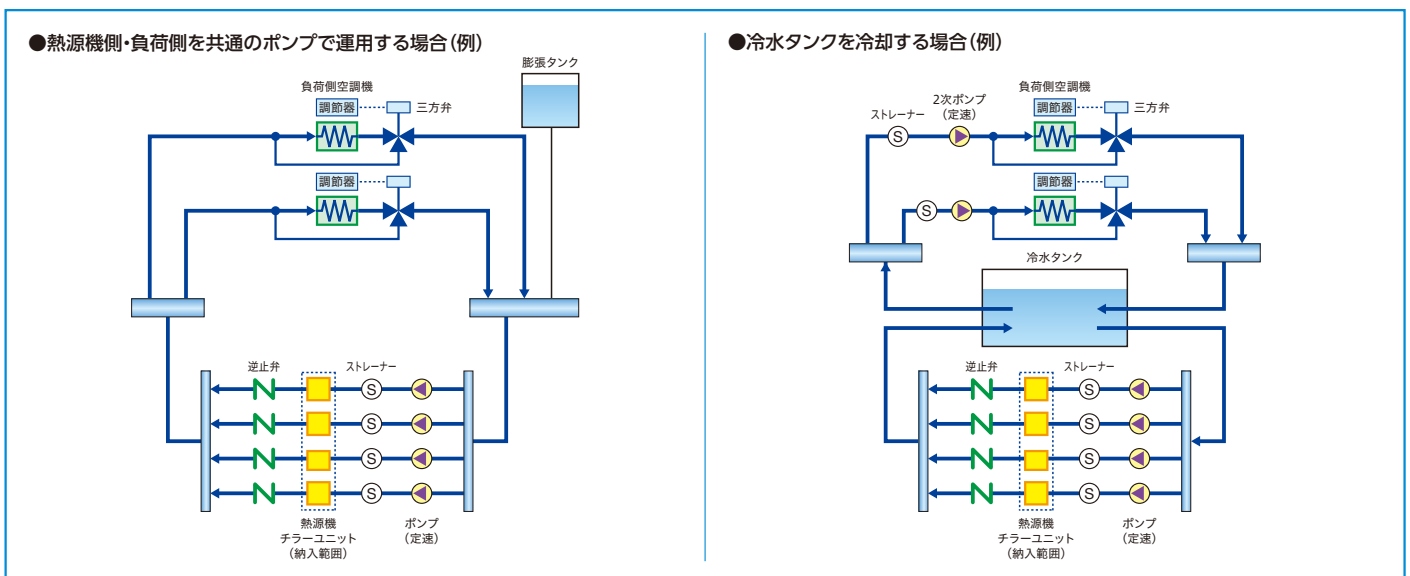 ●熱源機側・負荷側を共通のポンプで運用する場合(例)
膨張タンク
負荷側空調機
調節器
三方弁
調節器
逆止弁
ストレーナー
S
S
S
S
熱源機
チラーユニット
(納入範囲)
ポンプ
(定速)
●冷水タンクを冷却する場合(例)
ストレーナー
2次ポンプ
(定速)
負荷側空調機
調節器
三方弁
S
調節器
S
冷水タンク
逆止弁
ストレーナー
S
S
S
S
熱源機
チラーユニット
(納入範囲)
ポンプ
(定速)